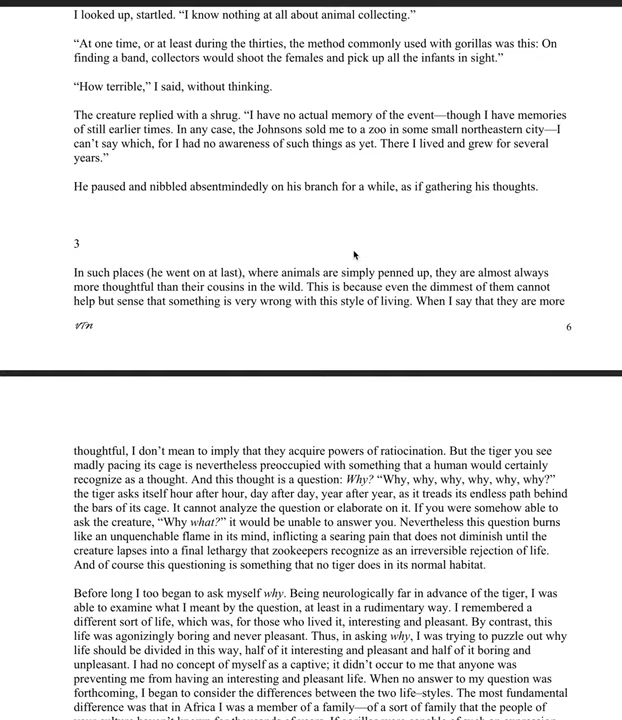 I looked up, startled. “I know nothing at all about animal collecting.”
“At one time, or at least during the thirties, the method commonly used with gorillas was this: On
finding a band, collectors would shoot the females and pick up all the infants in sight.”
“How terrible,” I said, without thinking.
The creature replied with a shrug. “I have no actual memory of the event—though I have memories
of still earlier times. In any case, the Johnsons sold me to a zoo in some small northeastern city—I
can’t say which, for I had no awareness of such things as yet. There I lived and grew for several
years.”
He paused and nibbled absentmindedly on his branch for a while, as if gathering his thoughts.
3
In such places (he went on at last), where animals are simply penned up, they are almost always
more thoughtful than their cousins in the wild. This is because even the dimmest of them cannot
help but sense that something is very wrong with this style of living. When I say that they are more
6
thoughtful, I don’t mean to imply that they acquire powers of ratiocination. But the tiger you see
madly pacing its cage is nevertheless preoccupied with something that a human would certainly
recognize as a thought. And this thought is a question: Why? “Why, why, why, why, why, why?”
the tiger asks itself hour after hour, day after day, year after year, as it treads its endless path behind
the bars of its cage. It cannot analyze the question or elaborate on it. If you were somehow able to
ask the creature, “Why what?” it would be unable to answer you. Nevertheless this question burns
like an unquenchable flame in its mind, inflicting a searing pain that does not diminish until the
creature lapses into a final lethargy that zookeepers recognize as an irreversible rejection of life.
And of course this questioning is something that no tiger does in its normal habitat.
Before long I too began to ask myself why. Being neurologically far in advance of the tiger, I was
able to examine what I meant by the question, at least in a rudimentary way. I remembered a
different sort of life, which was, for those who lived it, interesting and pleasant. By contrast, this
life was agonizingly boring and never pleasant. Thus, in asking why, I was trying to puzzle out why
life should be divided in this way, half of it interesting and pleasant and half of it boring and
unpleasant. I had no concept of myself as a captive; it didn’t occur to me that anyone was
preventing me from having an interesting and pleasant life. When no answer to my question was
forthcoming, I began to consider the differences between the two life–styles. The most fundamental
difference was that in Africa I was a member of a family—of a sort of family that the people of